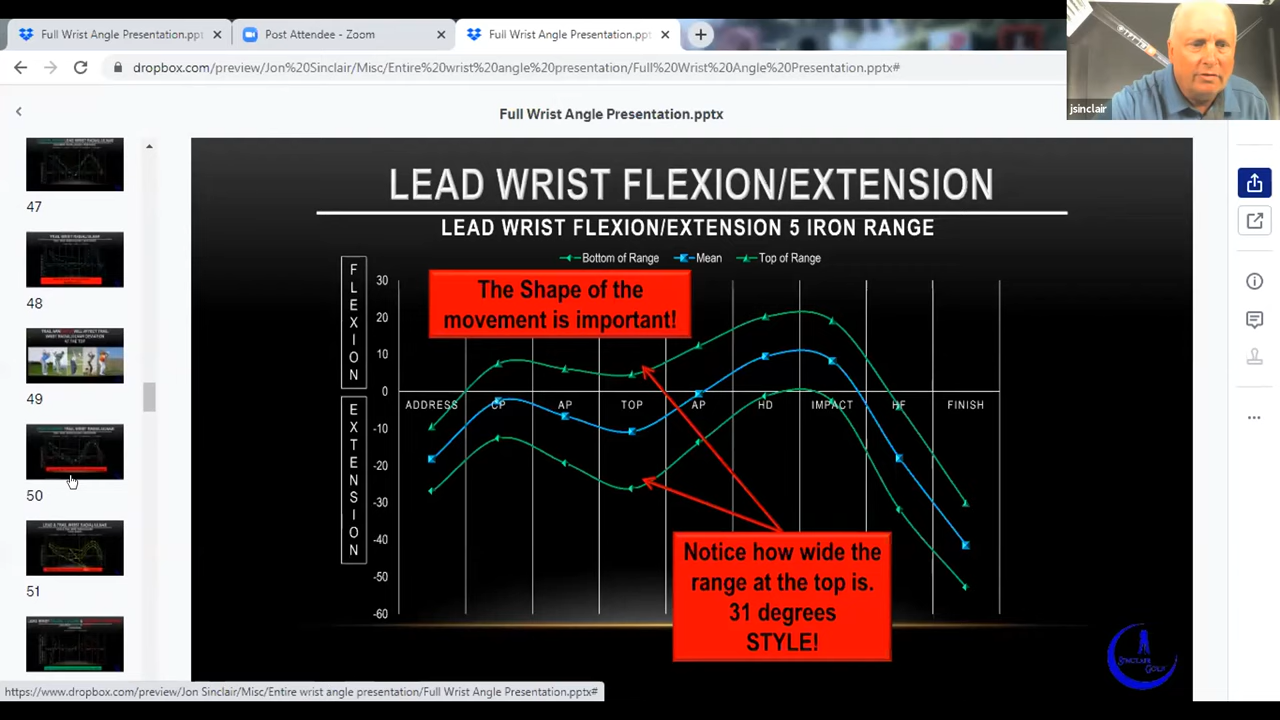 Full Wrist Angle Presentation.ppt
Post Attendee - Zoom
Full Wrist Angle Presentation.ppt
dropbox.com/preview/Jon%20Sinclair/Misc/Entire%20wrist%20angle%20presentation/Full%20Wrist%20Angle%20Presentation.pptx#
jsinclair
Full Wrist Angle Presentation.pptx
47
48
49
50
51
LEAD WRIST FLEXION/EXTENSION
LEAD WRIST FLEXION/EXTENSION 5 IRON RANGE
Bottom of Range Mean Top of Range
FLEXION
EXTENSION
30
20
10
0
-10
-20
-30
-40
-50
-60
ADDRESS CP AP TOP AP HD IMPACT HF FINISH
The Shape of the
movement is important!
Notice how wide the
range at the top is.
31 degrees
STYLE!
SINCLAIR
GOLF
https://www.dropbox.com/preview/Jon Sinclair/Misc/Entire wrist angle presentation/Full Wrist Angle Presentation.pptx#